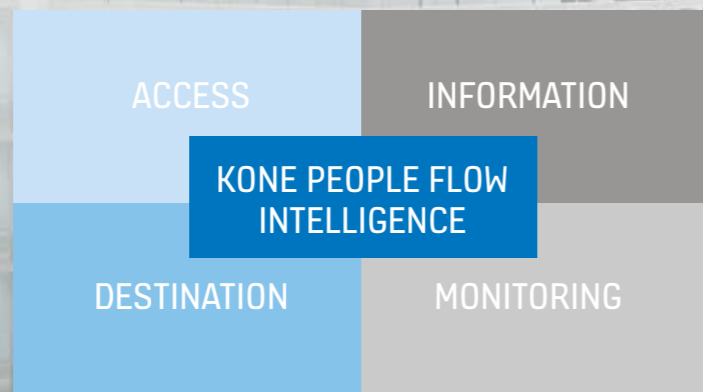 ACCESS
INFORMATION
KONE PEOPLE FLOW
INTELLIGENCE
DESTINATION
MONITORING